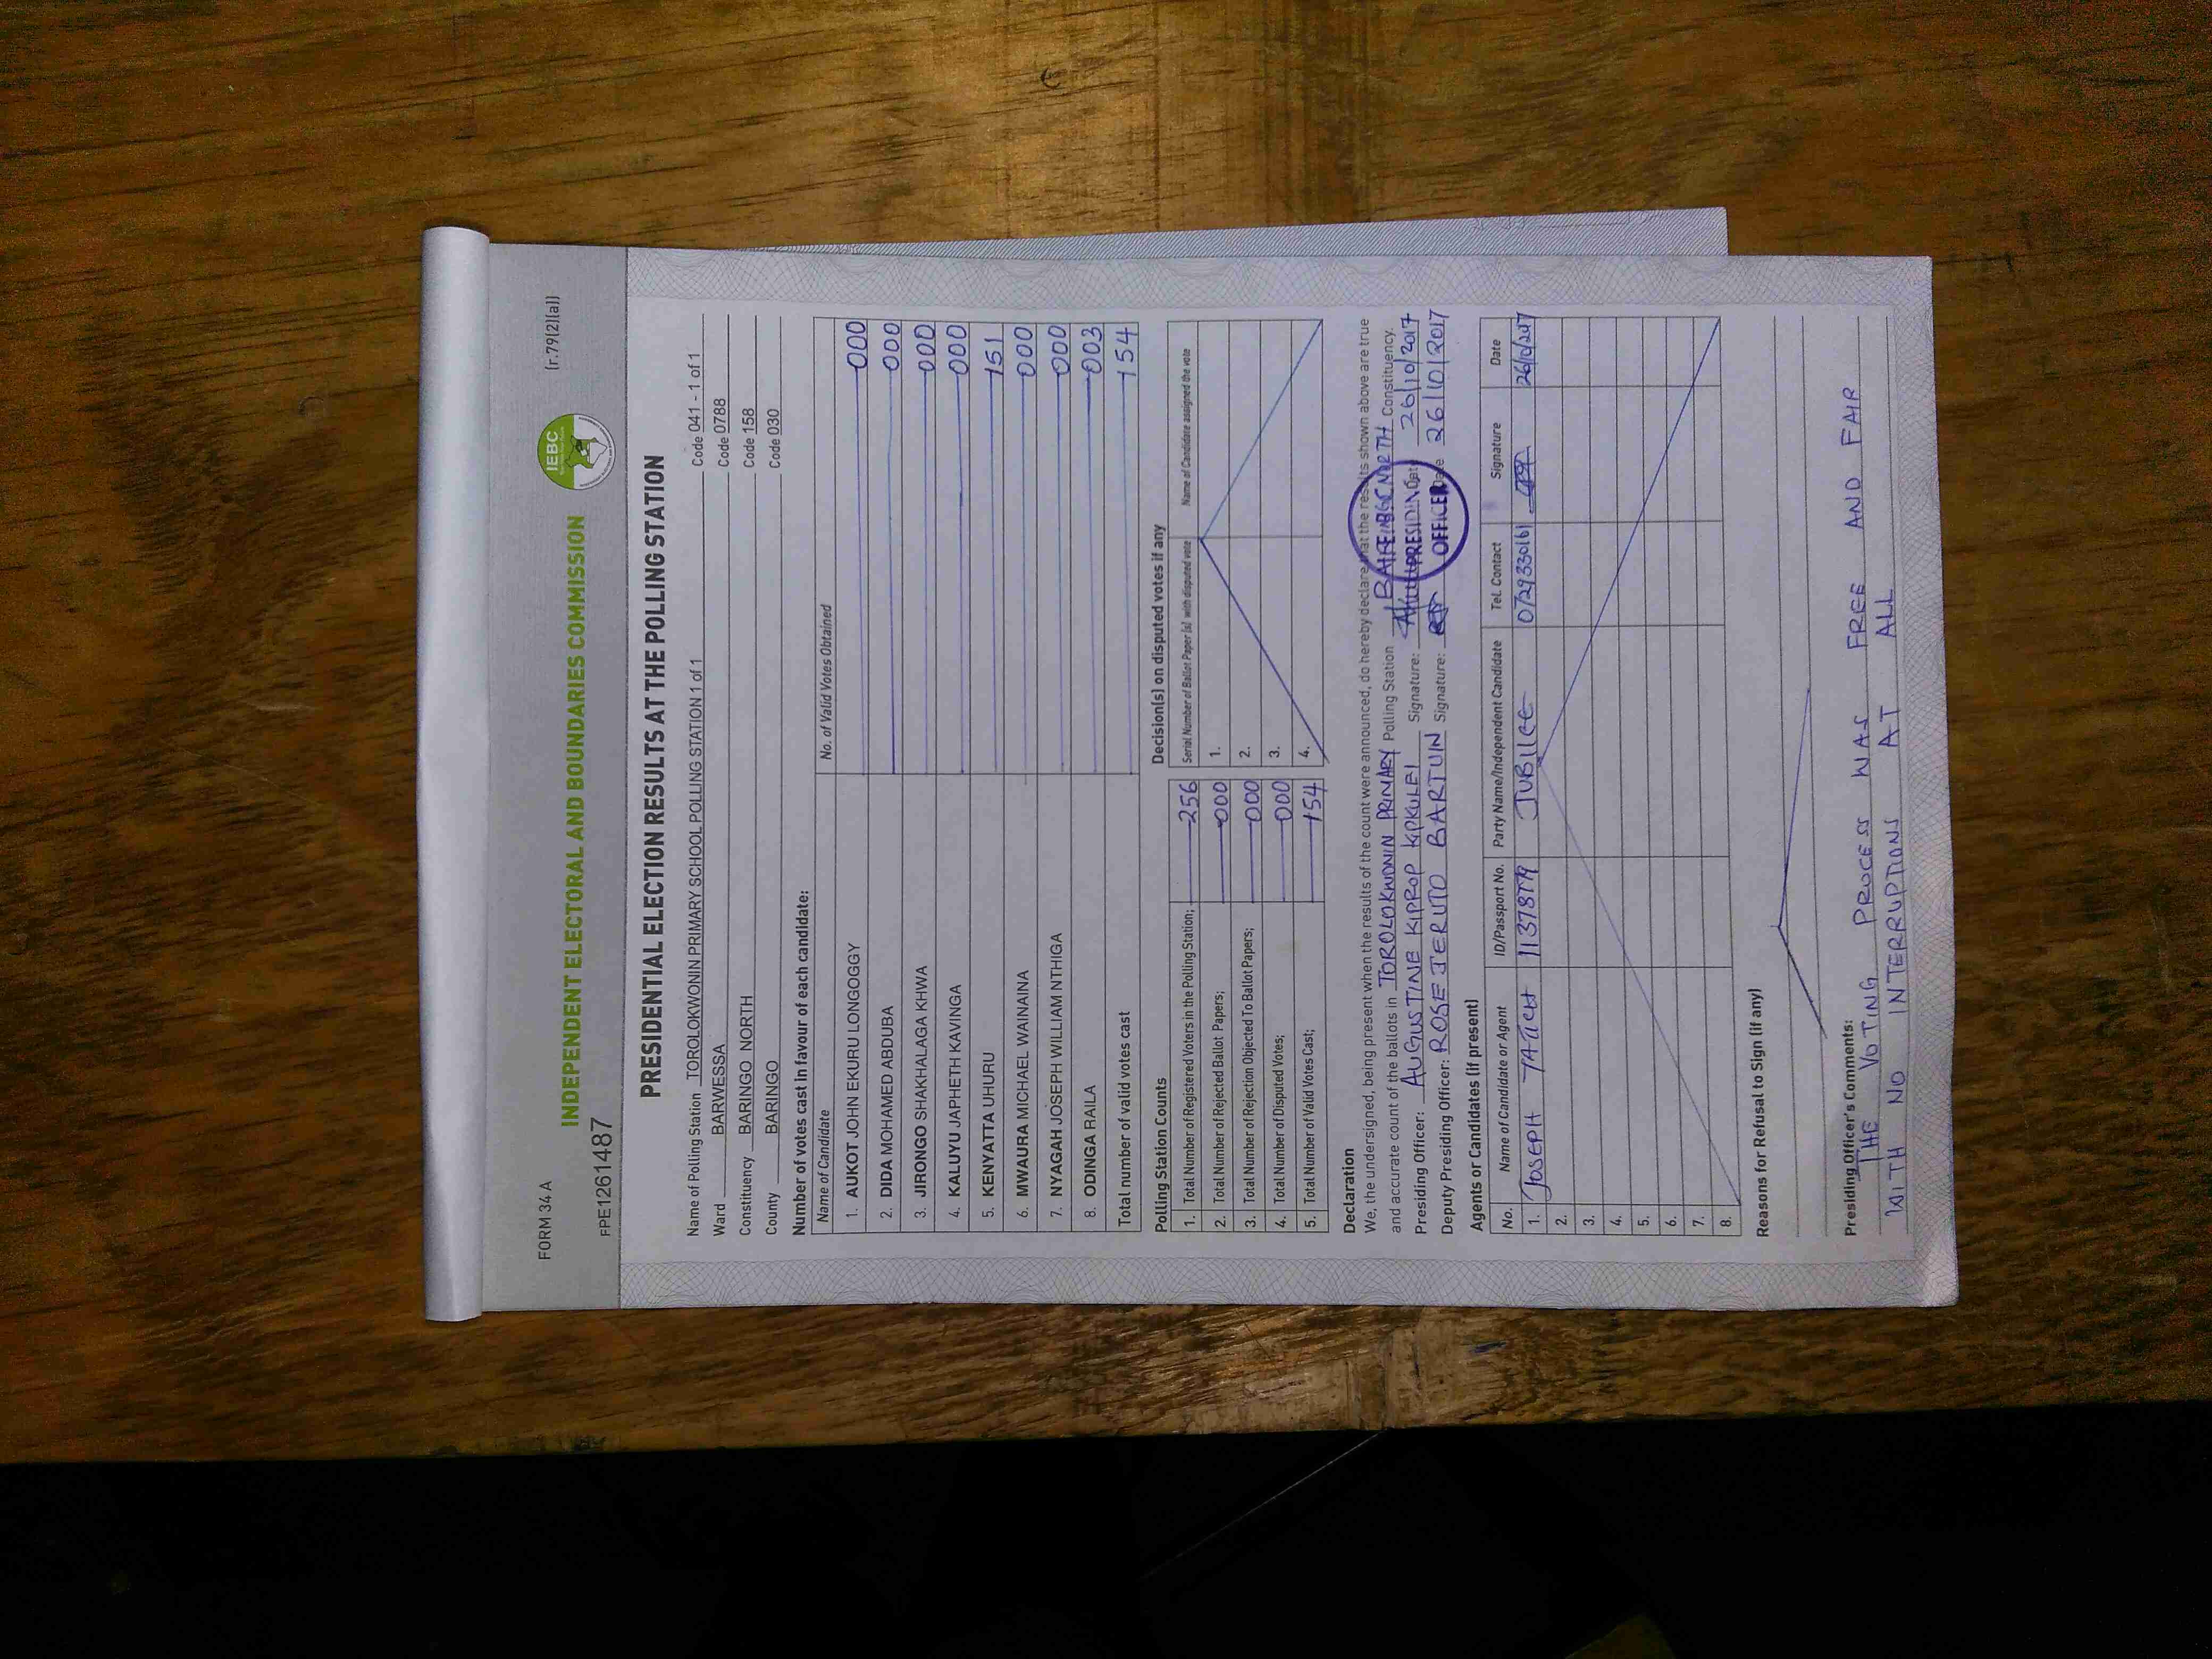 FORM 34 A
(r.79(2)(a))
IEBC
INDEPENDENT ELECTORAL AND BOUNDARIES COMMISSION
F-PE1261487
PRESIDENTIAL ELECTION RESULTS AT THE POLLING STATION
Name of Polling Station TOROLOKWONIN PRIMARY SCHOOL POLLING STATION 1 of 1 Code 041 - 1 of 1
Ward BARWESSA Code 0788
Constituency BARINGO NORTH Code 158
County BARINGO Code 030
Number of votes cast in favour of each candidate:
Name of Candidate No. of Valid Votes Obtained
1. AUKOT JOHN EKURU LONGOGGY 000
2. DIDA MOHAMED ABDUBA 000
3. JIRONGO SHAKHALAGA KHWA 000
4. KALUYU JAPHETH KAVINGA 000
5. KENYATTA UHURU 151
6. MWAURA MICHAEL WAINAINA 000
7. NYAGAH JOSEPH WILLIAM NTHIGA 000
8. ODINGA RAILA 003
Total number of valid votes cast 154
Polling Station Counts
1. Total Number of Registered Voters in the Polling Station; 256
2. Total Number of Rejected Ballot Papers; 000
3. Total Number of Rejection Objected To Ballot Papers; 000
4. Total Number of Disputed Votes; 000
5. Total Number of Valid Votes Cast; 154
Decision(s) on disputed votes if any
Serial Number of Ballot Paper (s) with disputed vote Name of Candidate assigned the vote
1.
2.
3.
4.
Declaration
We, the undersigned, being present when the results of the count were announced, do hereby declare that the results shown above are true
and accurate count of the ballots in TOROLOKWONIN PRIMARY Polling Station NORTH Constituency.
Presiding Officer: AUGUSTINE KIPROP KIPKULEI Signature: Date 26/10/2017
Deputy Presiding Officer: ROSE JERUTO BARTUIN Signature: Date 26/10/2017
PRESIDING
OFFICER
Agents or Candidates (if present)
No. Name of Candidate or Agent ID/Passport No. Party Name/Independent Candidate Tel. Contact Signature Date
1. JOSEPH JUBILEE 0729330161 26/10/2017
2.
3.
4.
5.
6.
7.
8.
Reasons for Refusal to Sign (if any)
Presiding Officer's Comments:
THE VOTING PROCESS WAS FREE AND FAIR
WITH NO INTERRUPTIONS AT ALL